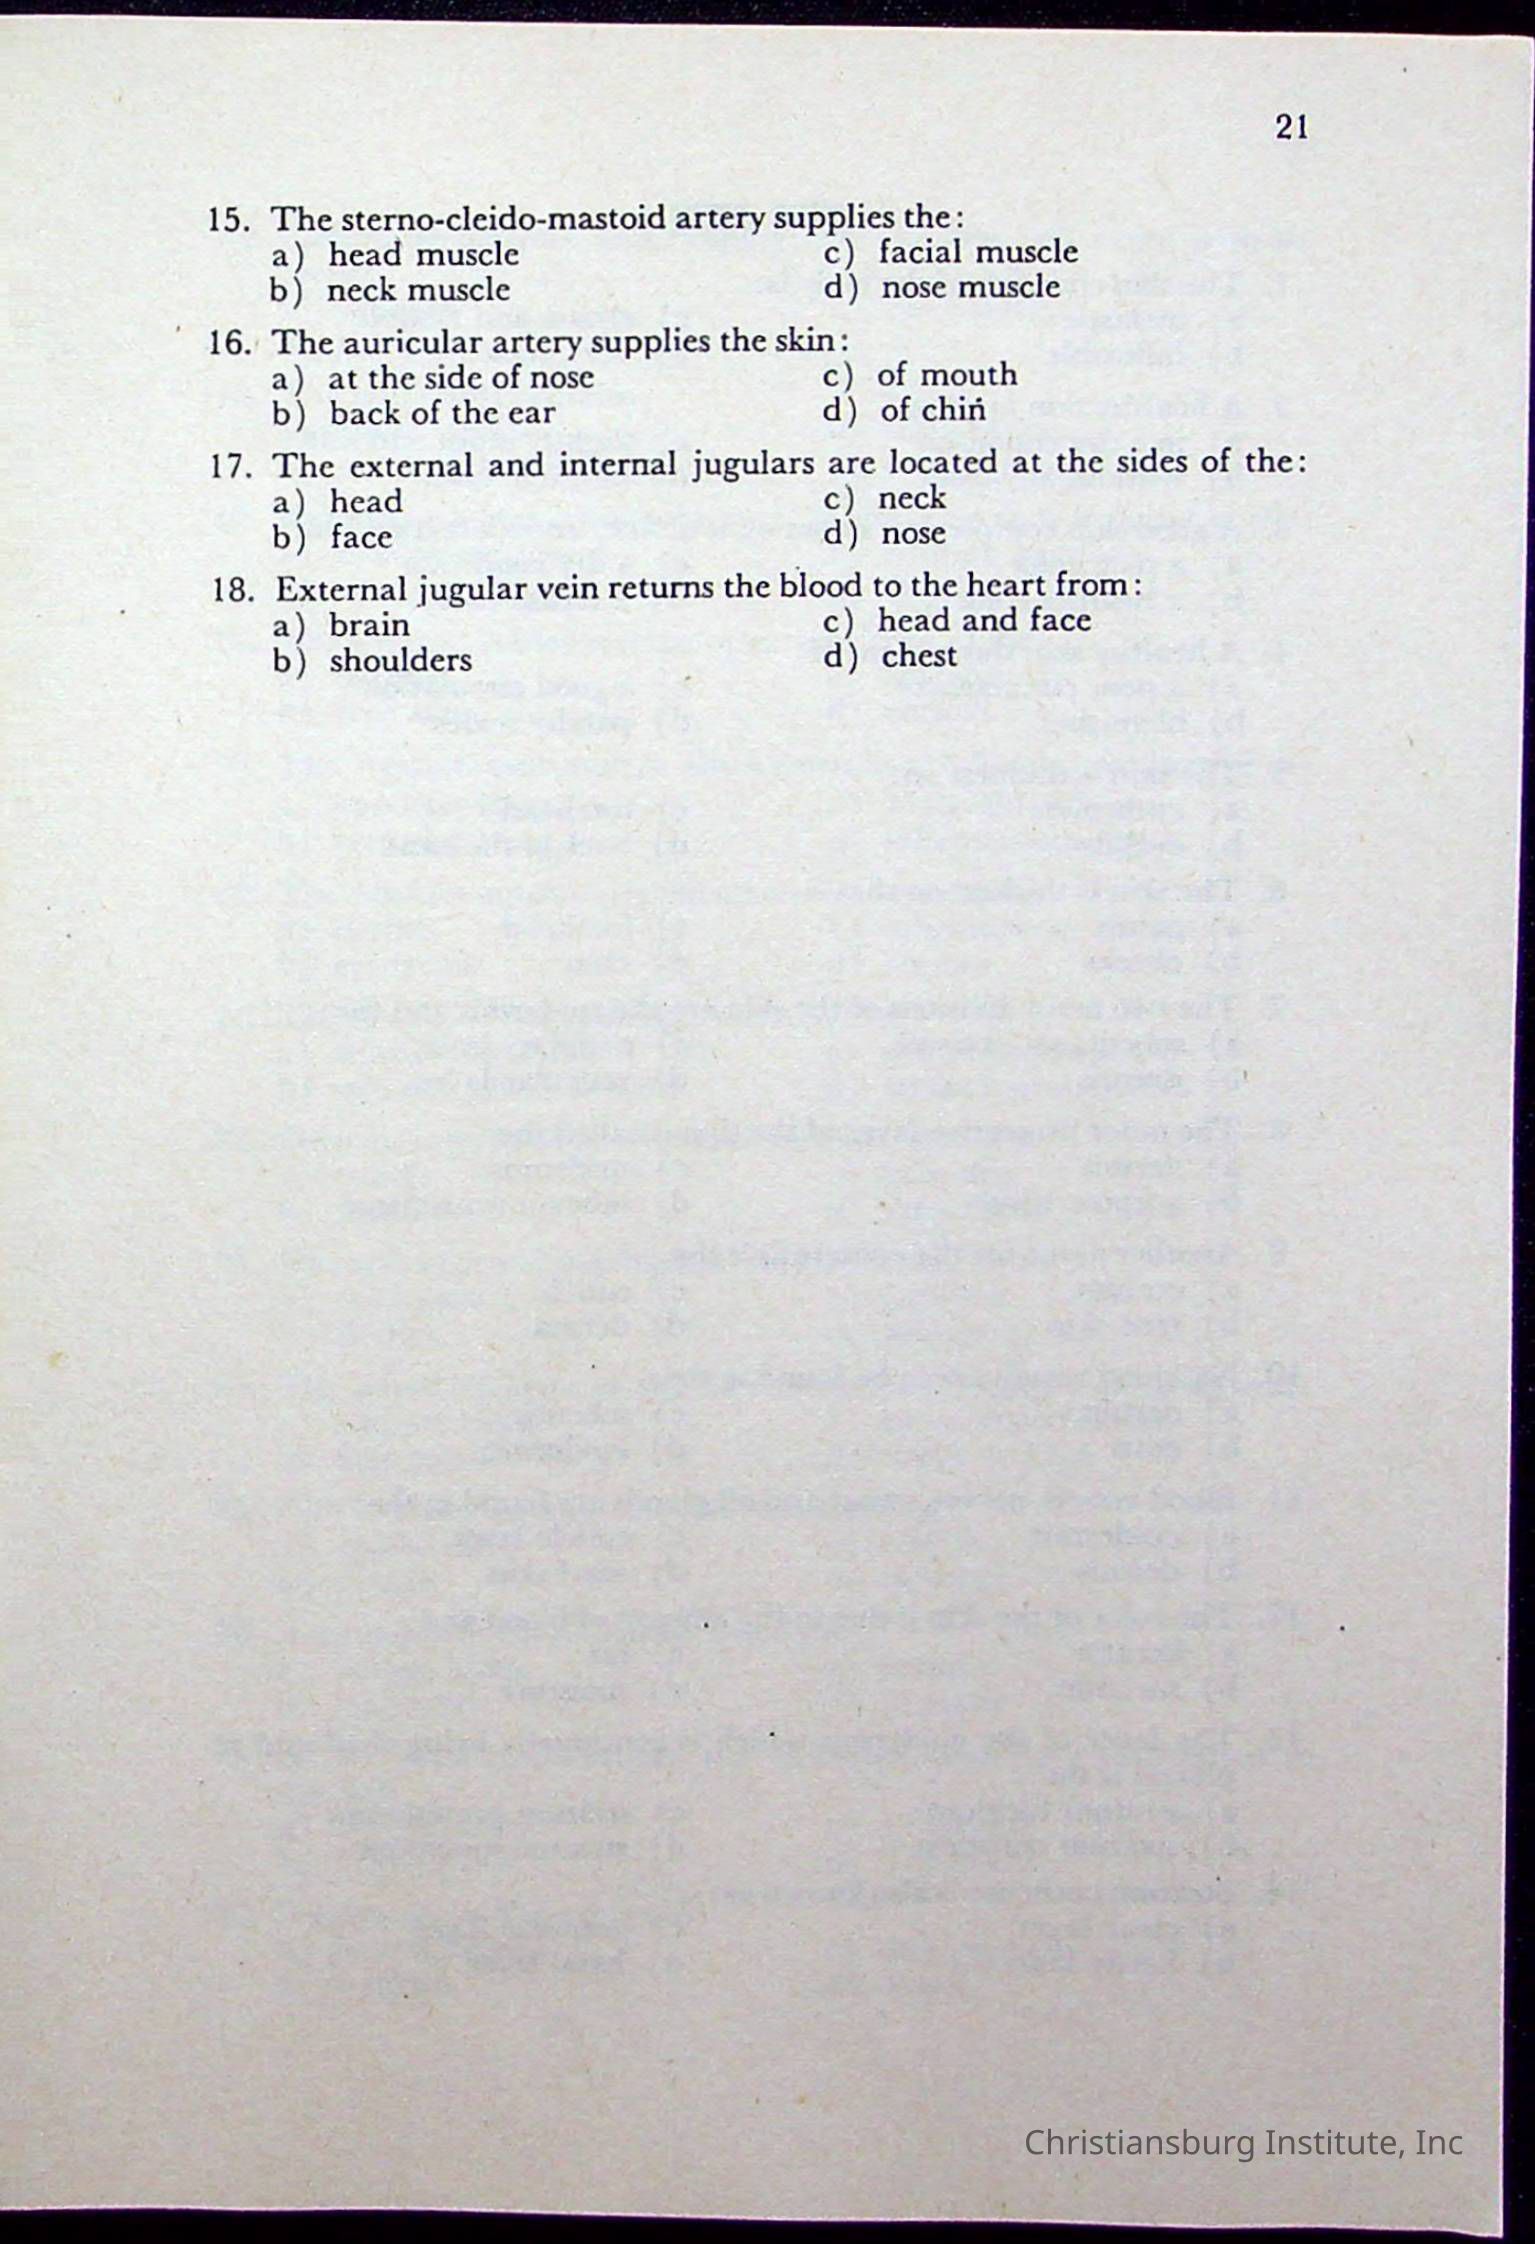 21
15. The sterno-cleido-mastoid artery supplies the:
a) head muscle c) facial muscle
b) neck muscle d) nose muscle
16. The auricular artery supplies the skin:
a) at the side of nose c) of mouth
b) back of the ear d) of chin
17. The external and internal jugulars are located at the sides of the:
a) head c) neck
b) face d) nose
18. External jugular vein returns the blood to the heart from:
a) brain c) head and face
b) shoulders d) chest
Christiansburg Institute, Inc